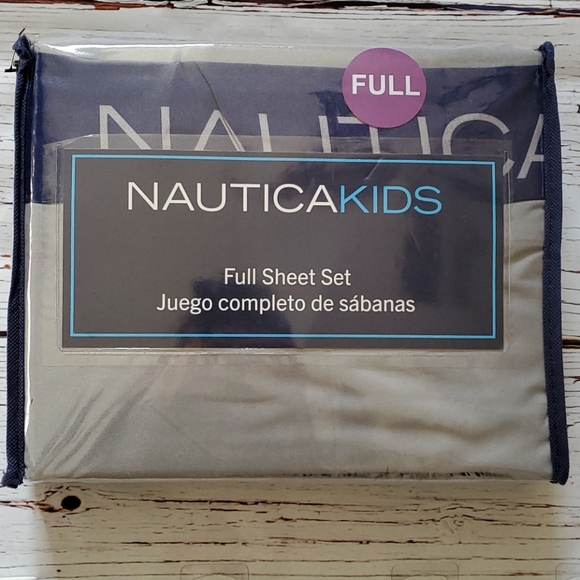 FULL
NAUTICA
NAUTICAKIDS
Full Sheet Set
Juego completo de sábanas